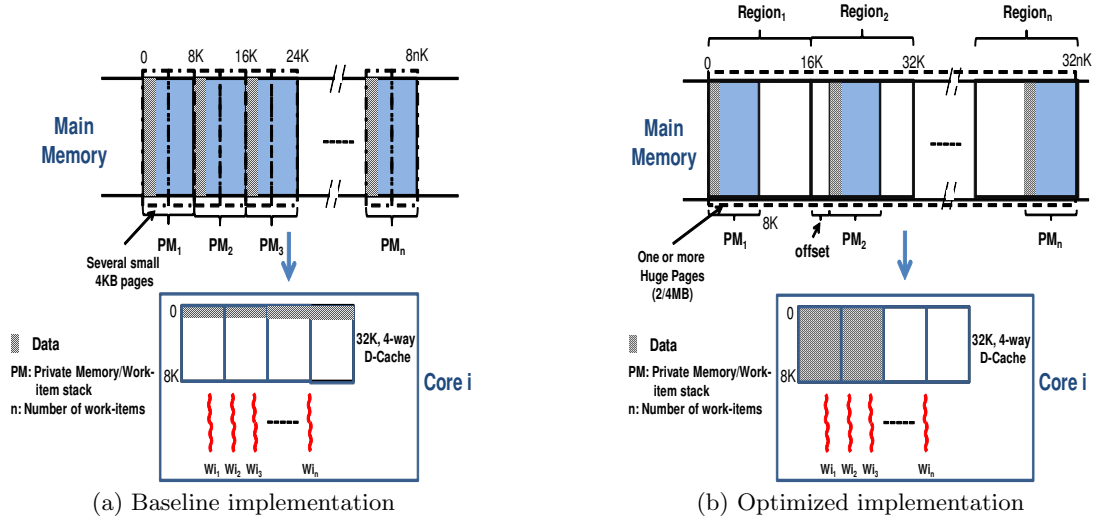 0 8K 16K 24K 8nK
Main
Memory
Several small
4KB pages
PM1 PM2 PM3 PMn
0
8K
32K, 4-way
D-Cache
Core i
Data
PM: Private Memory/Work-
item stack
n: Number of work-items
Wi1 Wi2 Wi3 Win
(a) Baseline implementation
Region1 Region2 Regionn
0 16K 32K 32nK
Main
Memory
8K
PM1 offset PM2 PMn
One or more
Huge Pages
(2/4MB)
0
8K
32K, 4-way
D-Cache
Core i
Data
PM: Private Memory/Work-
item stack
n: Number of work-items
Wi1 Wi2 Wi3 Win
(b) Optimized implementation